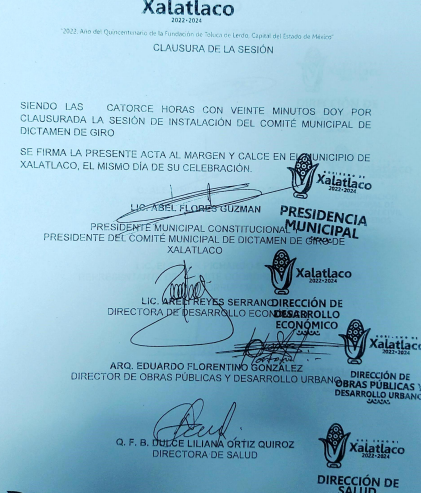 Xalatlaco
2022-2024
"2022. Año del Quincentenario de la Fundación de Toluca de Lerdo, Capital del Estado de México"
CLAUSURA DE LA SESIÓN
SIENDO LAS CATORCE HORAS CON VEINTE MINUTOS DOY POR
CLAUSURADA LA SESIÓN DE INSTALACIÓN DEL COMITÉ MUNICIPAL DE
DICTAMEN DE GIRO
SE FIRMA LA PRESENTE ACTA AL MARGEN Y CALCE EN EL MUNICIPIO DE
XALATLACO, EL MISMO DÍA DE SU CELEBRACIÓN.
Xalatlaco
2022-2024
LIC. ABEL FLORES GUZMAN
PRESIDENCIA
MUNICIPAL
PRESIDENTE MUNICIPAL CONSTITUCIONAL
PRESIDENTE DEL COMITÉ MUNICIPAL DE DICTAMEN DE GIRO DE
XALATLACO
Xalatlaco
2022-2024
LIC. ARELI REYES SERRANO
DIRECTORA DE DESARROLLO ECONÓMICO
DIRECCIÓN DE
DESARROLLO
ECONÓMICO
Xalatlaco
2022-2024
ARQ. EDUARDO FLORENTINO GONZÁLEZ
DIRECTOR DE OBRAS PÚBLICAS Y DESARROLLO URBANO
DIRECCIÓN DE
OBRAS PÚBLICAS Y
DESARROLLO URBANO
Q. F. B. DULCE LILIANA ORTIZ QUIROZ
DIRECTORA DE SALUD
Xalatlaco
2022-2024
DIRECCIÓN DE
SALUD